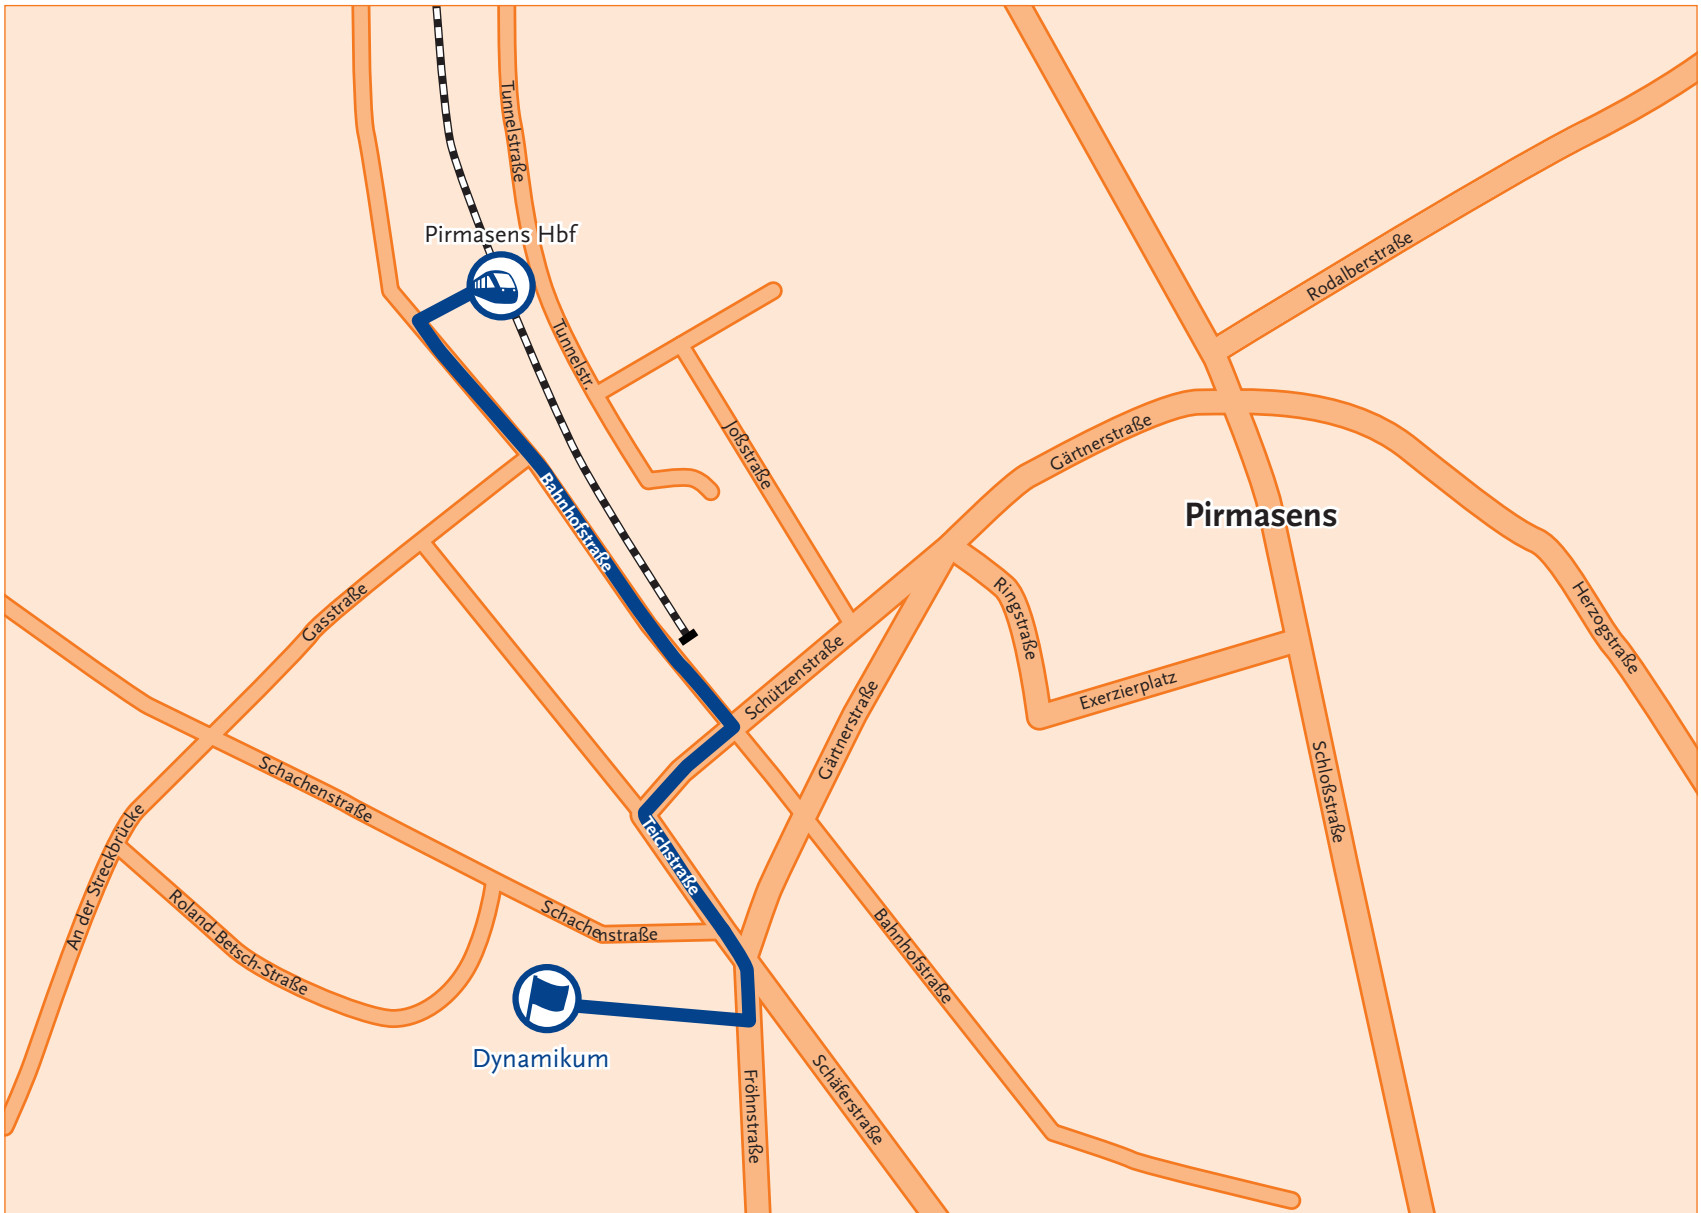 Tunnelstraße
Pirmasens Hbf
Rodalberstraße
Tunnelstr.
Joßstraße
Gärtnerstraße
Pirmasens
Bahnhofstraße
Gasstraße
Ringstraße
Herzogstraße
Schützenstraße
Exerzierplatz
Gärtnerstraße
Schachenstraße
Schloßstraße
An der Streckbrücke
Teichstraße
Roland-Betsch-Straße
Schachenstraße
Bahnhofstraße
Dynamikum
Fröhnstraße
Schäferstraße